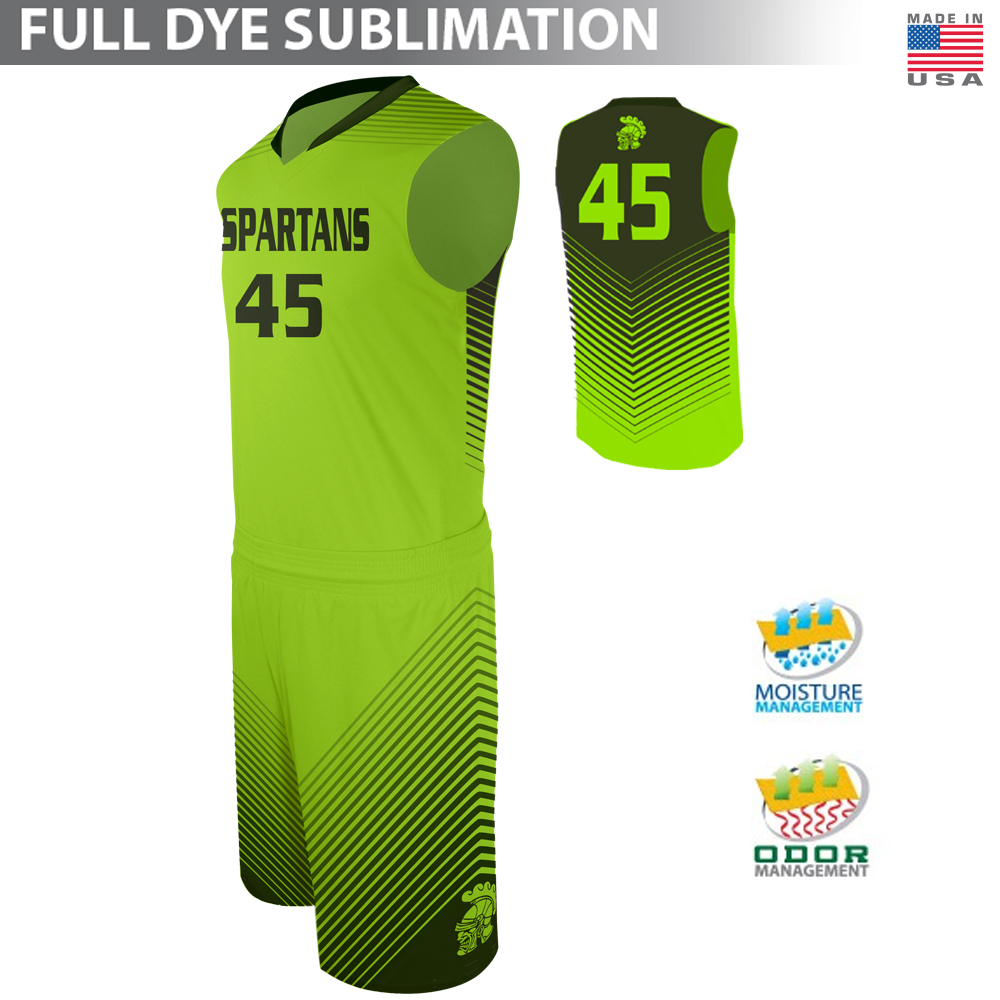 FULL DYE SUBLIMATION
MADE IN
USA
SPARTANS
45
45
MOISTURE
MANAGEMENT
ODOR
MANAGEMENT